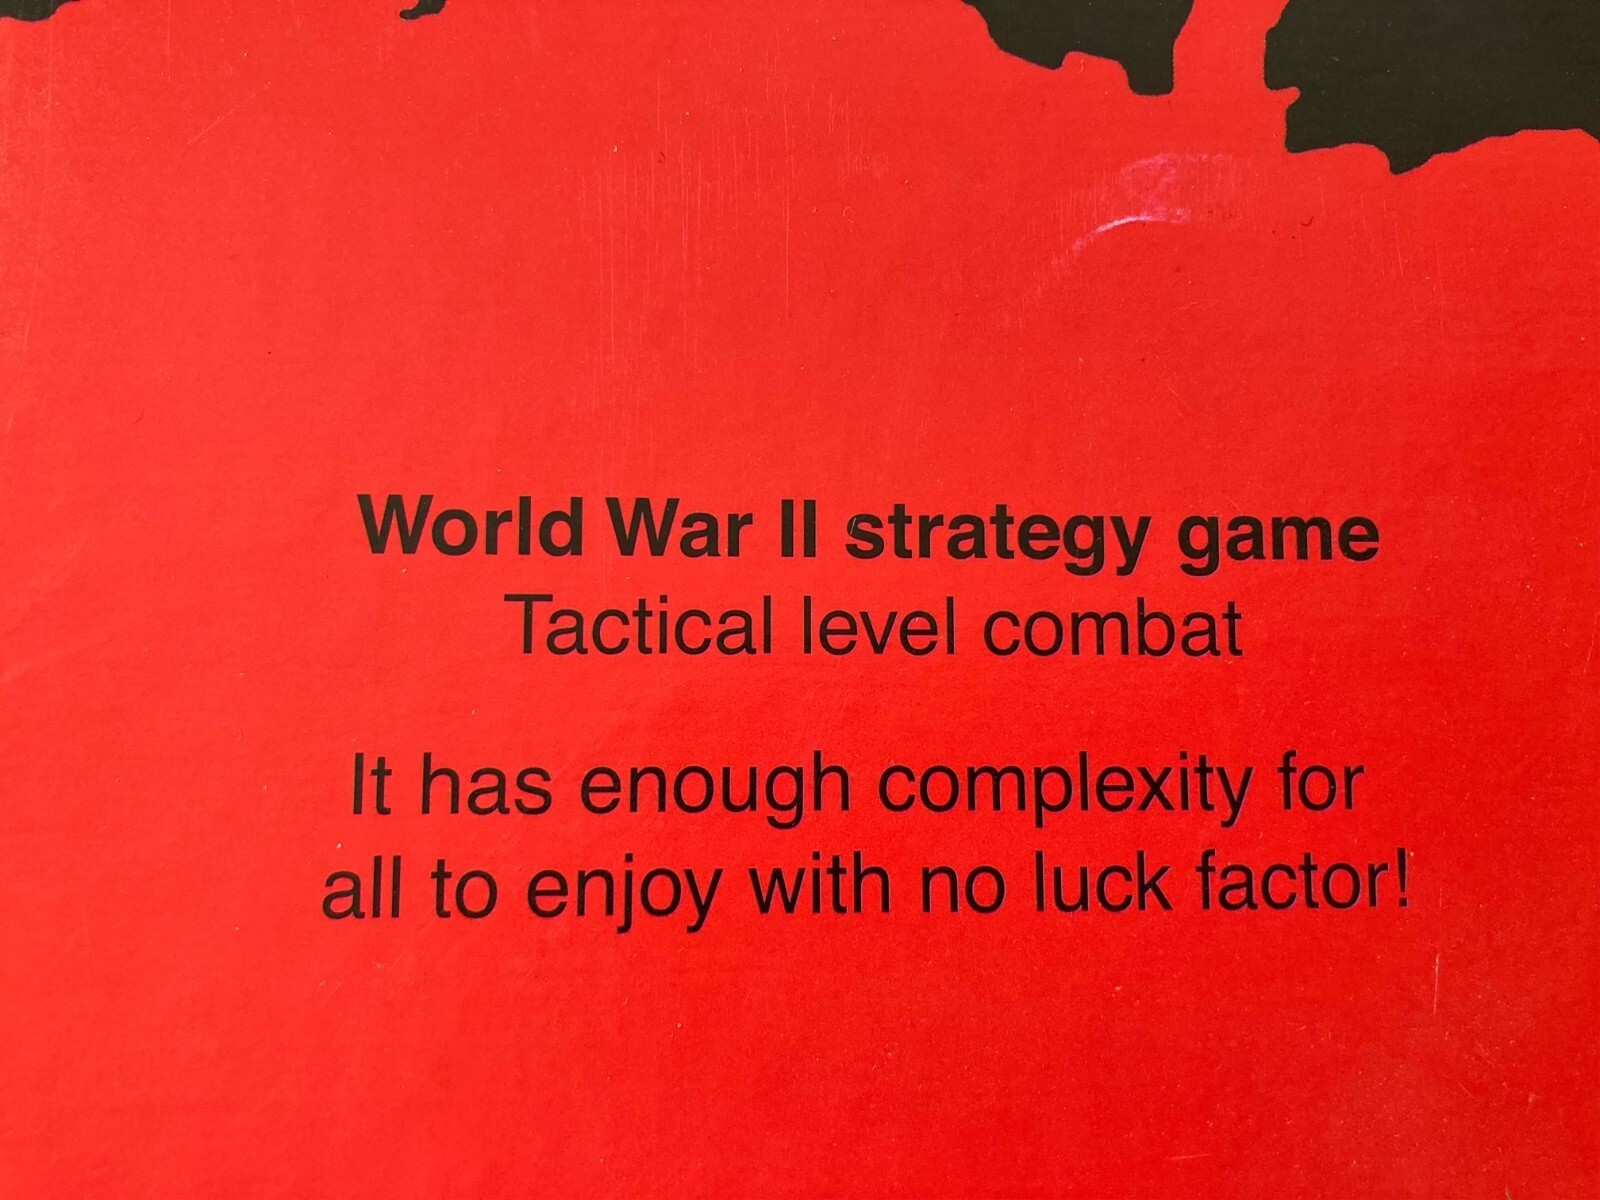 World War II strategy game
Tactical level combat
It has enough complexity for
all to enjoy with no luck factor!